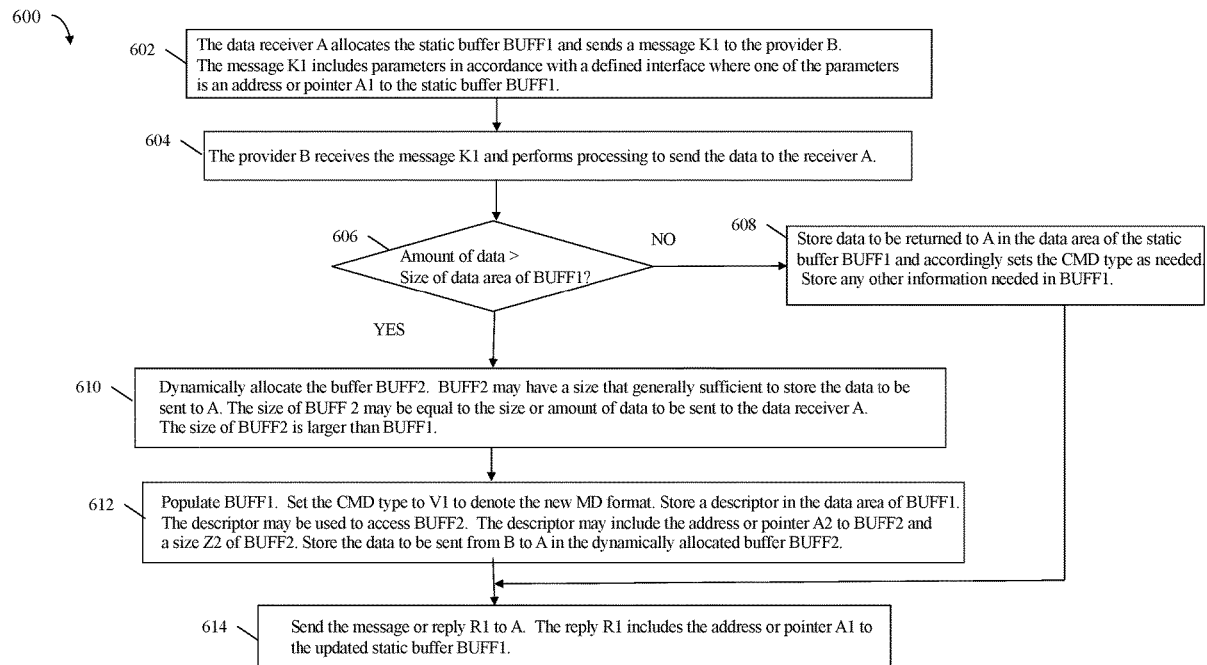 600
602
The data receiver A allocates the static buffer BUFF1 and sends a message K1 to the provider B.
The message K1 includes parameters in accordance with a defined interface where one of the parameters
is an address or pointer A1 to the static buffer BUFF1.
604
The provider B receives the message K1 and performs processing to send the data to the receiver A.
606
Amount of data >
Size of data area of BUFF1?
NO
YES
608
Store data to be returned to A in the data area of the static
buffer BUFF1 and accordingly sets the CMD type as needed.
Store any other information needed in BUFF1.
610
Dynamically allocate the buffer BUFF2. BUFF2 may have a size that generally sufficient to store the data to be
sent to A. The size of BUFF 2 may be equal to the size or amount of data to be sent to the data receiver A.
The size of BUFF2 is larger than BUFF1.
612
Populate BUFF1. Set the CMD type to V1 to denote the new MD format. Store a descriptor in the data area of BUFF1.
The descriptor may be used to access BUFF2. The descriptor may include the address or pointer A2 to BUFF2 and
a size Z2 of BUFF2. Store the data to be sent from B to A in the dynamically allocated buffer BUFF2.
614
Send the message or reply R1 to A. The reply R1 includes the address or pointer A1 to
the updated static buffer BUFF1.